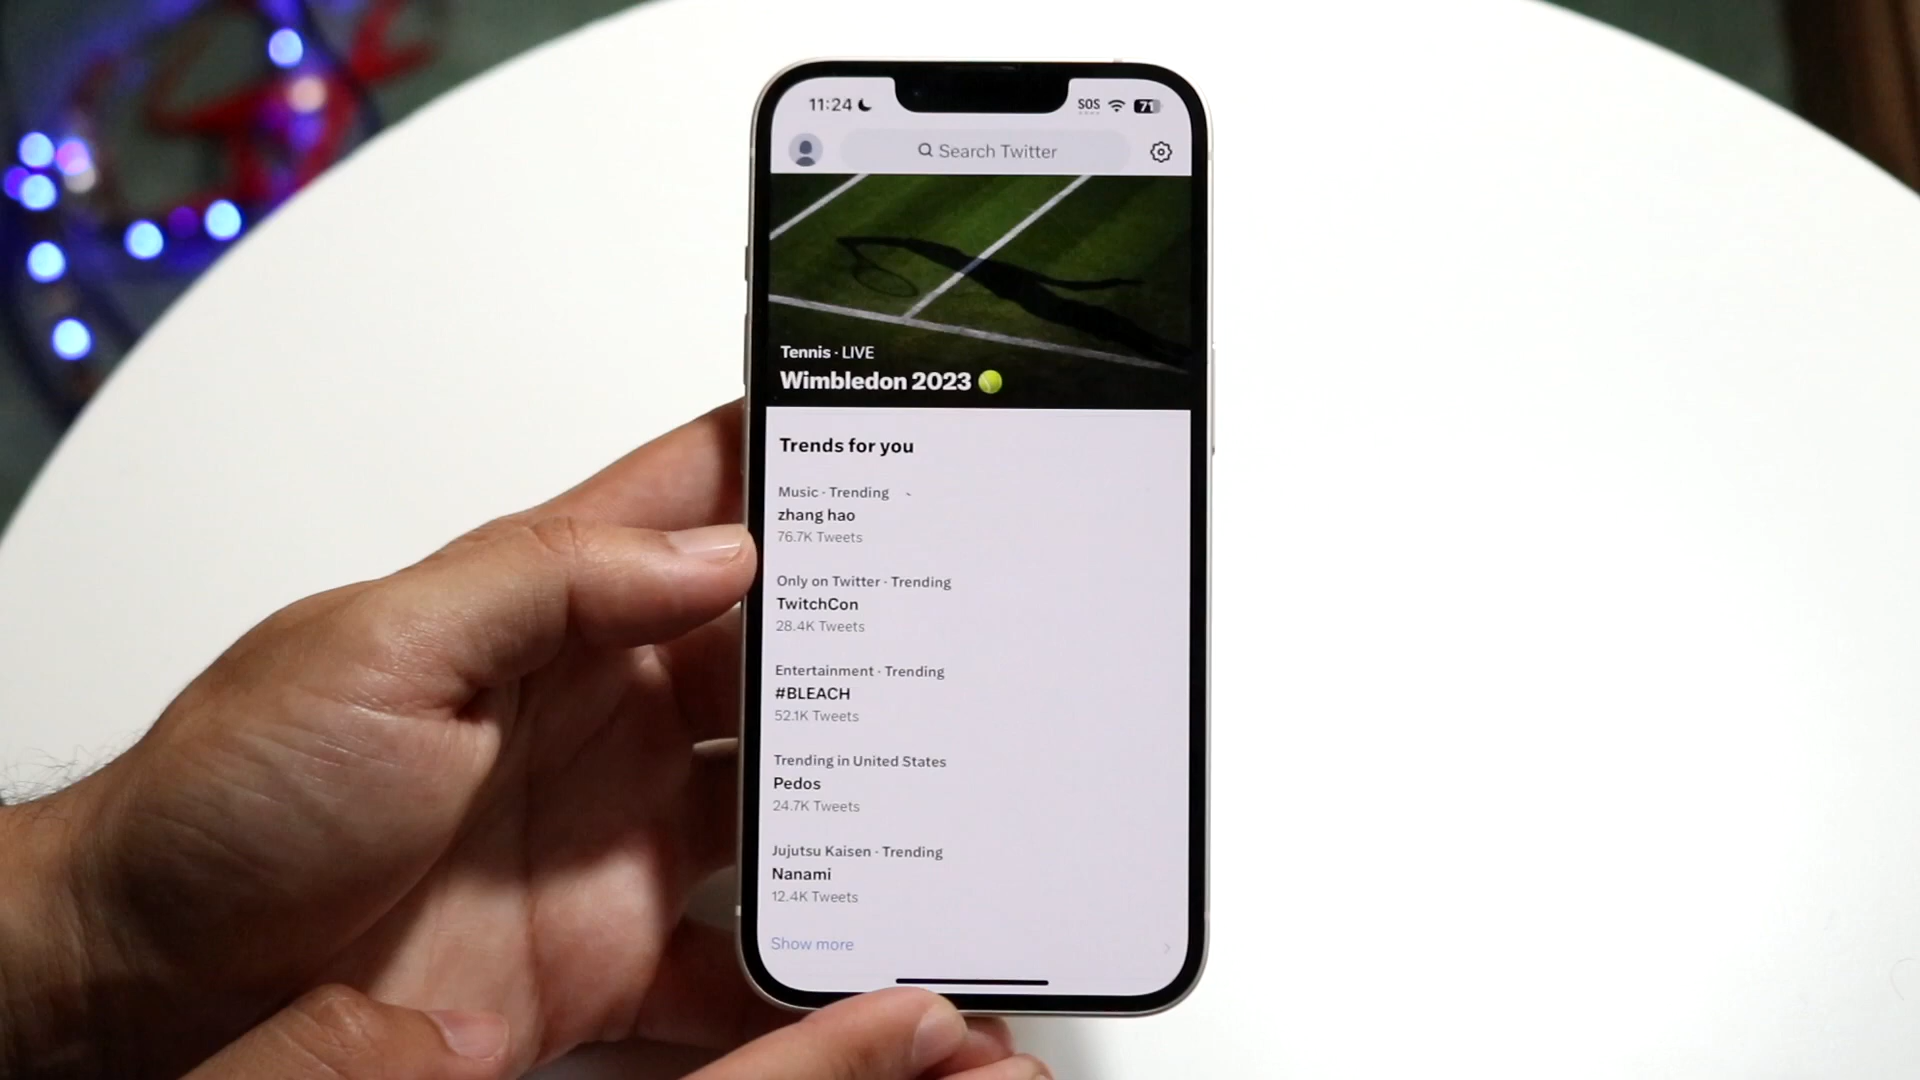 11:24 SOS 71
Search Twitter
Tennis · LIVE
Wimbledon 2023
Trends for you
Music · Trending
zhang hao
76.7K Tweets
Only on Twitter · Trending
TwitchCon
28.4K Tweets
Entertainment · Trending
#BLEACH
52.1K Tweets
Trending in United States
Pedos
24.7K Tweets
Jujutsu Kaisen · Trending
Nanami
12.4K Tweets
Show more